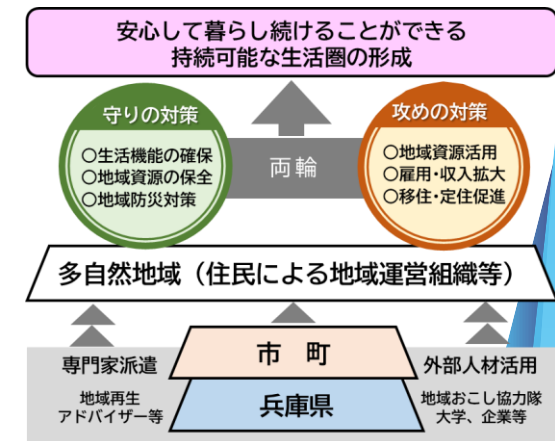 安心して暮らし続けることができる
持続可能な生活圏の形成
守りの対策
○生活機能の確保
○地域資源の保全
○地域防災対策
両輪
攻めの対策
○地域資源活用
○雇用・収入拡大
○移住・定住促進
多自然地域（住民による地域運営組織等）
専門家派遣
地域再生
アドバイザー等
市　町
兵庫県
外部人材活用
地域おこし協力隊
大学、企業等